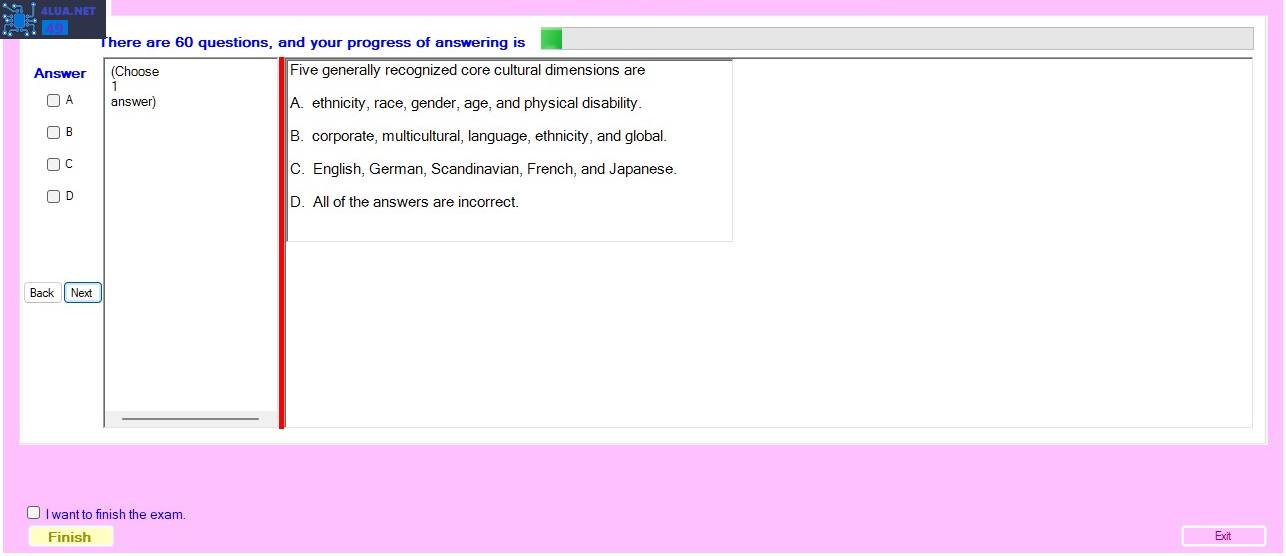 4LUA.NET
49
There are 60 questions, and your progress of answering is
Answer
(Choose
1
answer)
A
B
C
D
Five generally recognized core cultural dimensions are
A. ethnicity, race, gender, age, and physical disability.
B. corporate, multicultural, language, ethnicity, and global.
C. English, German, Scandinavian, French, and Japanese.
D. All of the answers are incorrect.
Back Next
I want to finish the exam.
Finish
Exit